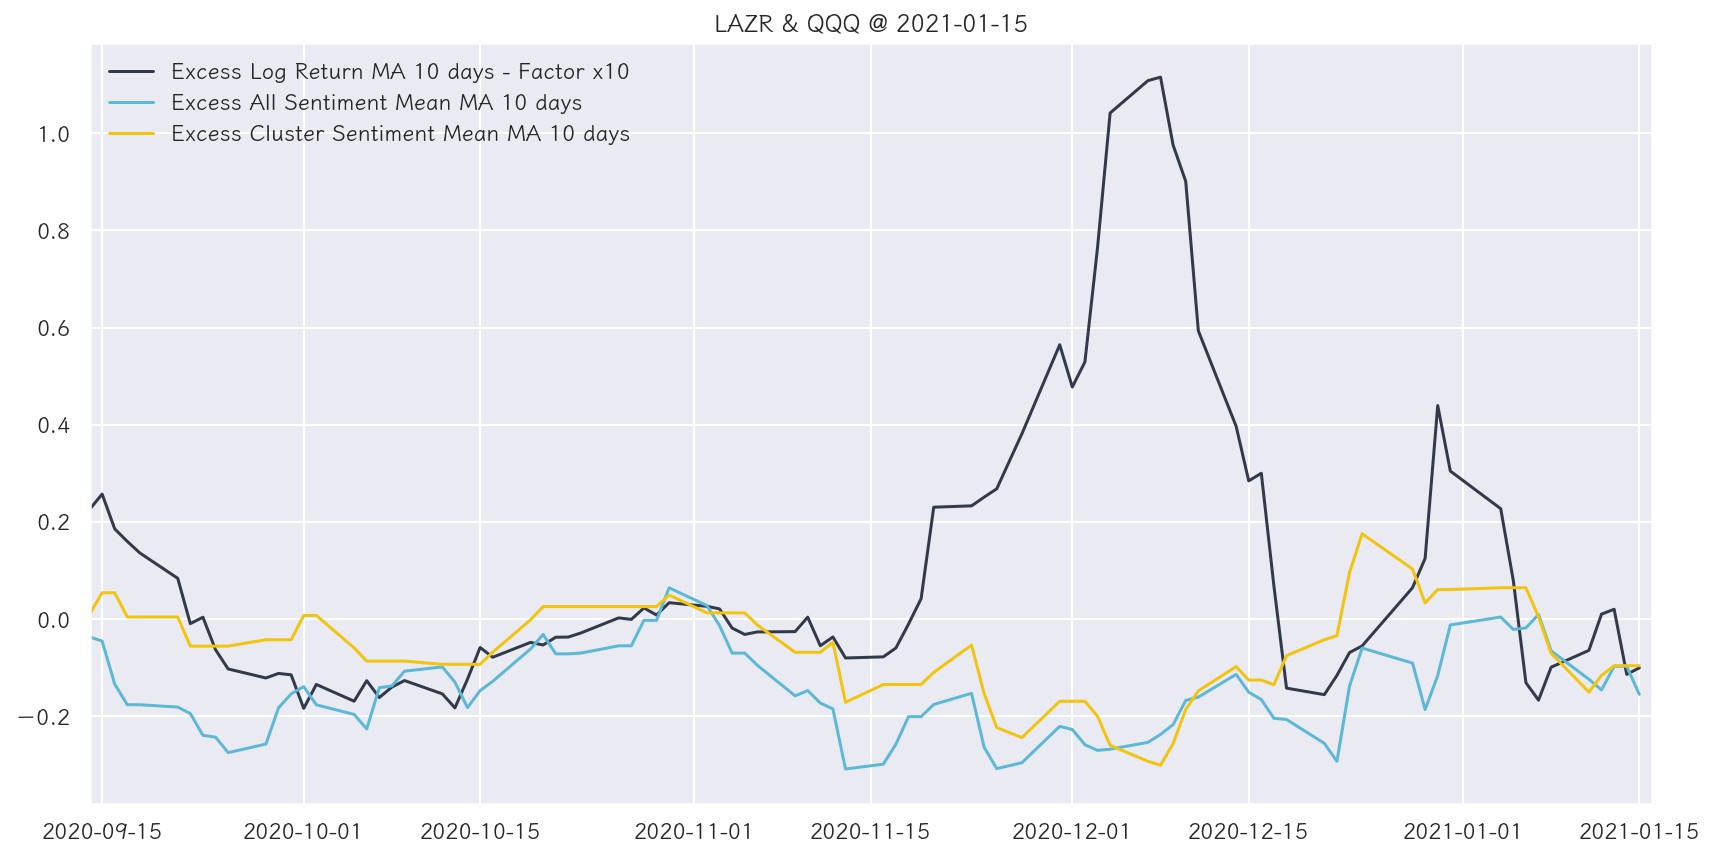 LAZR & QQQ @ 2021-01-15
Excess Log Return MA 10 days - Factor x10
Excess All Sentiment Mean MA 10 days
Excess Cluster Sentiment Mean MA 10 days
1.0
0.8
0.6
0.4
0.2
0.0
−0.2
2020-09-15 2020-10-01 2020-10-15 2020-11-01 2020-11-15 2020-12-01 2020-12-15 2021-01-01 2021-01-15